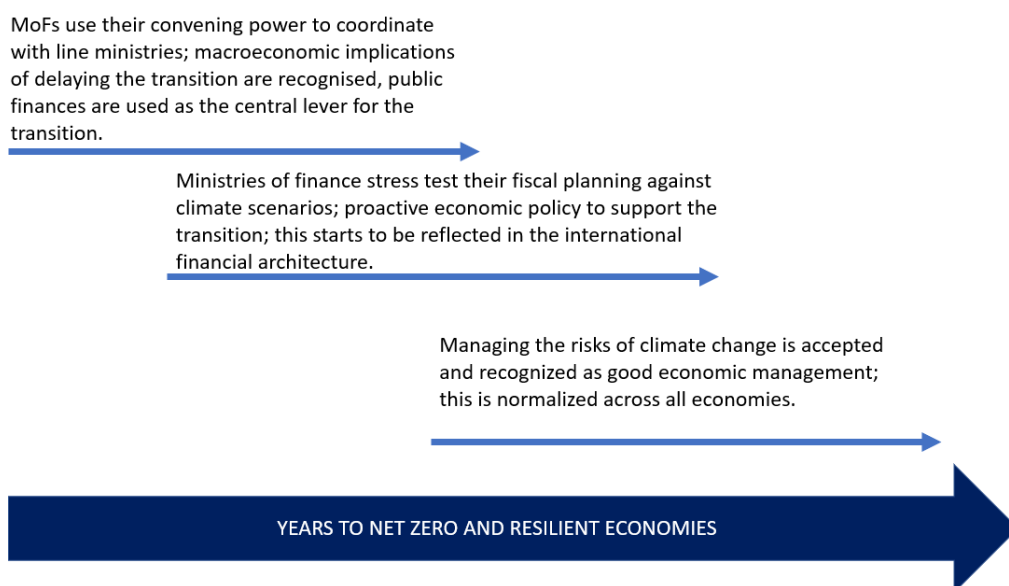 MoFs use their convening power to coordinate
with line ministries; macroeconomic implications
of delaying the transition are recognised, public
finances are used as the central lever for the
transition.
Ministries of finance stress test their fiscal planning against
climate scenarios; proactive economic policy to support the
transition; this starts to be reflected in the international
financial architecture.
Managing the risks of climate change is accepted
and recognized as good economic management;
this is normalized across all economies.
YEARS TO NET ZERO AND RESILIENT ECONOMIES